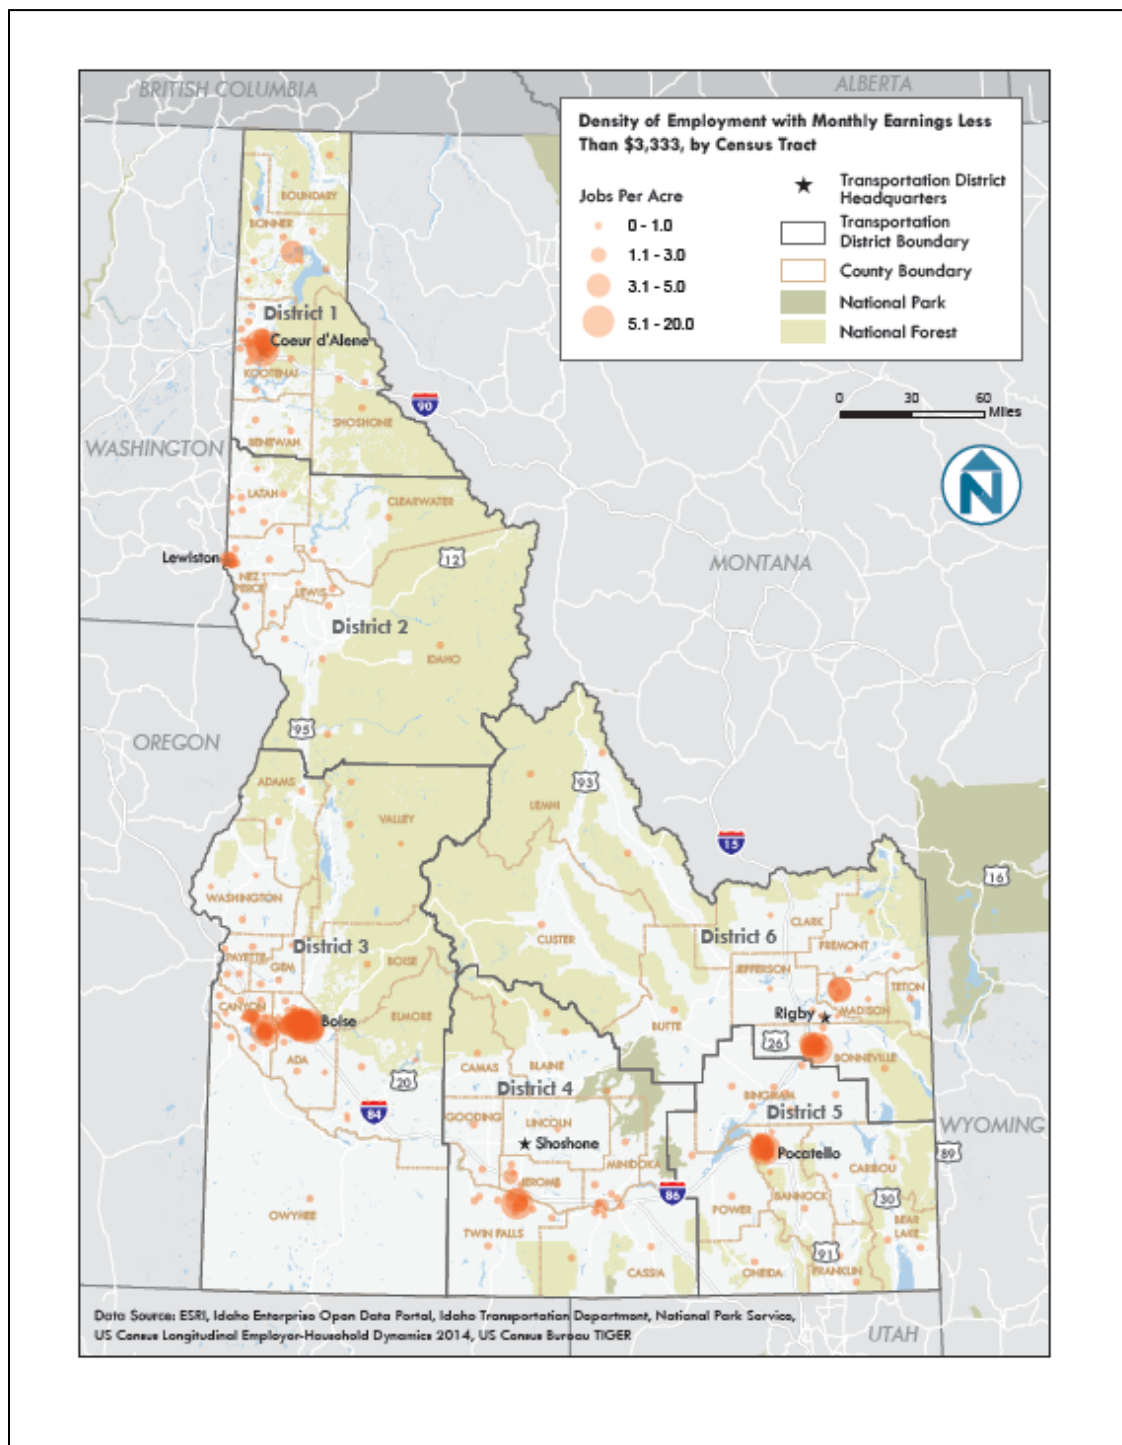 BRITISH COLUMBIA
ALBERTA
Density of Employment with Monthly Earnings Less
Than $3,333, by Census Tract
Jobs Per Acre
0 - 1.0
1.1 - 3.0
3.1 - 5.0
5.1 - 20.0
Transportation District
Headquarters
Transportation
District Boundary
County Boundary
National Park
National Forest
0 30 60
Miles
N
BOUNDARY
BONNER
District 1
Coeur d'Alene
KOOTENAI
90
SHOSHONE
BENEWAH
WASHINGTON
LATAH
CLEARWATER
Lewiston
12
NEZ
PERCE
LEWIS
MONTANA
District 2
IDAHO
95
OREGON
ADAMS
93
LEMHI
VALLEY
15
16
WASHINGTON
CLARK
CUSTER
District 6
FREMONT
District 3
PAYETTE
GEM
BOISE
JEFFERSON
TETON
CANYON
MADISON
ELMORE
Boise
BUTTE
Rigby
26
BONNEVILLE
ADA
CAMAS
BLAINE
20
District 4
BINGHAM
District 5
84
GOODING
LINCOLN
WYOMING
Shoshone
Pocatello
89
MINIDOKA
CARIBOU
JEROME
86
BANNOCK
30
POWER
OWYHEE
TWIN FALLS
BEAR
LAKE
91
CASSIA
ONEIDA
FRANKLIN
Data Source: ESRI, Idaho Enterprise Open Data Portal, Idaho Transportation Department, National Park Service,
US Census Longitudinal Employer-Household Dynamics 2014, US Census Bureau TIGER
UTAH